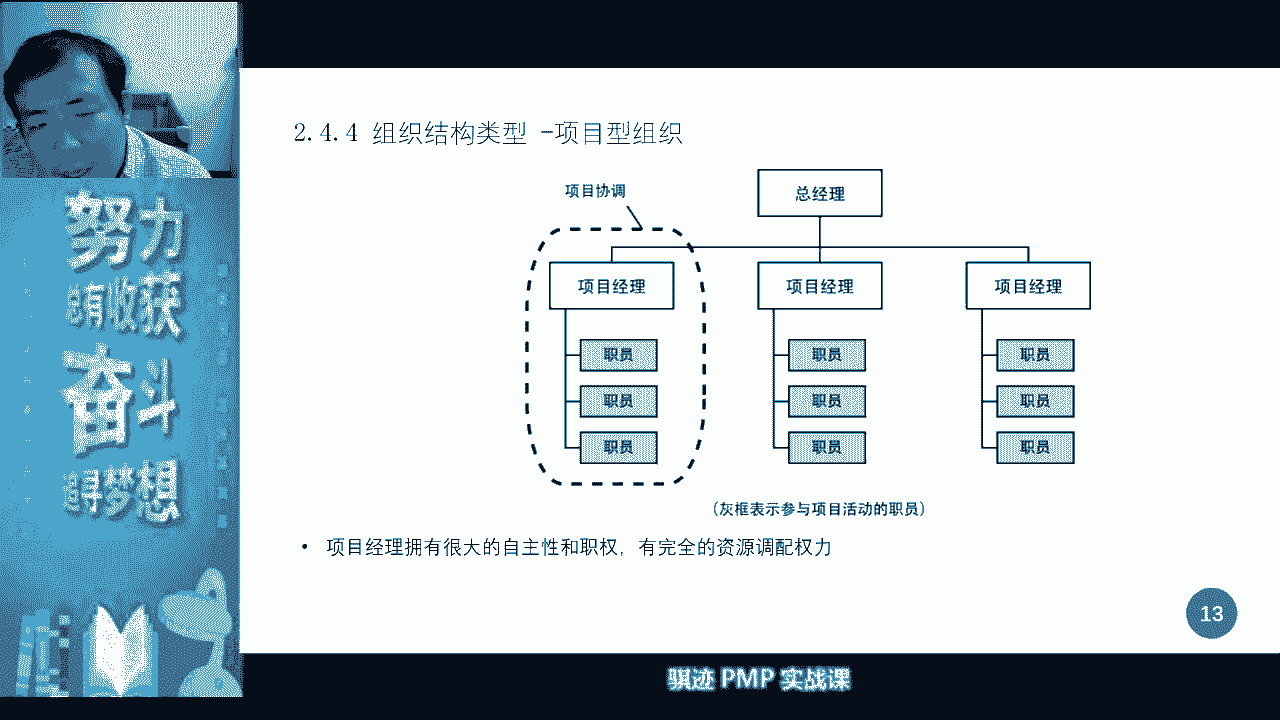 2.4.4 组织结构类型 -项目型组织
项目协调
总经理
项目经理
项目经理
项目经理
职员
职员
职员
职员
职员
职员
职员
职员
职员
(灰框表示参与项目活动的职员)
• 项目经理拥有很大的自主性和职权，有完全的资源调配权力
13
努力
收获
奋斗
梦想
骐迹 PMP 实战课